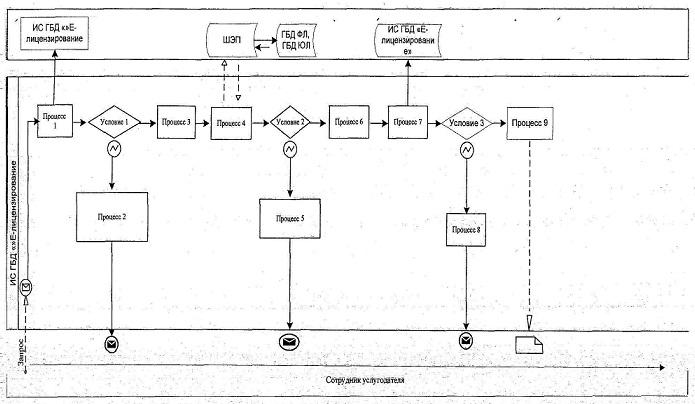 ИС ГБД «»Е-
лицензирование
ШЭП
ГБД ФЛ,
ГБД ЮЛ
ИС ГБД «Е-
лицензировани
е»
Процесс
1
Условие 1
Процесс 3
Процесс 4
Условие 2
Процесс 6
Процесс 7
Условие 3
Процесс 9
Процесс 2
Процесс 5
Процесс 8
ИС ГБД «»Е-лицензирование
Запрос
Сотрудник услугодателя